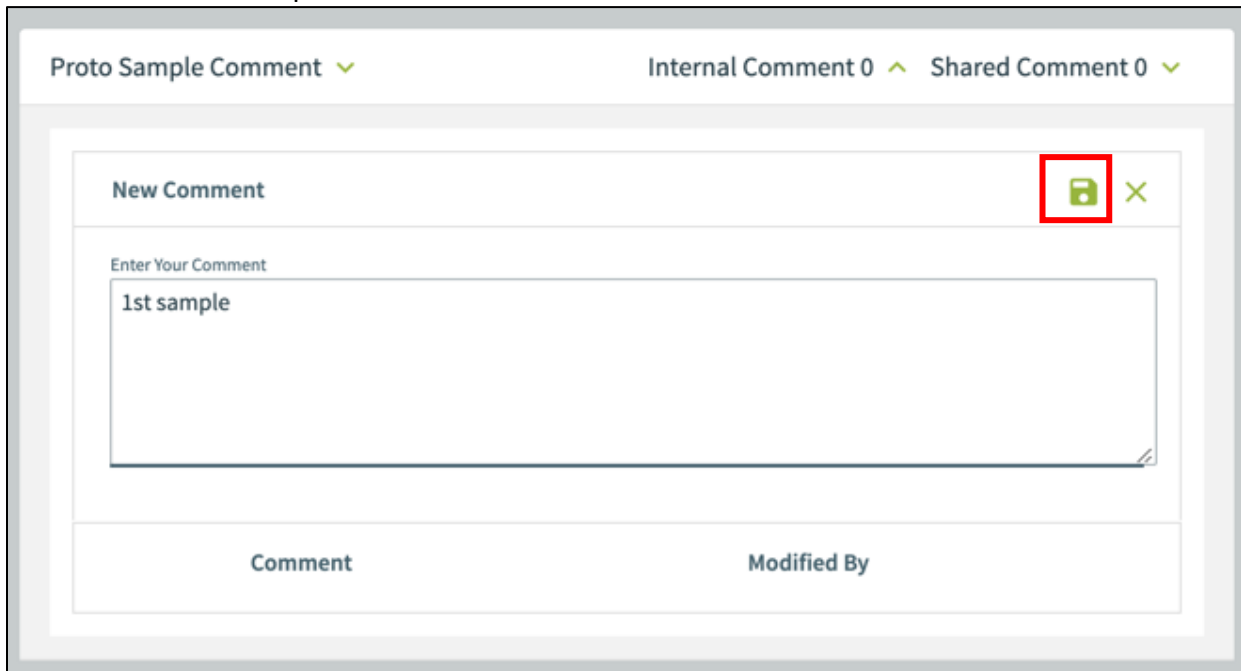 Proto Sample Comment Internal Comment 0 Shared Comment 0
New Comment
Enter Your Comment
1st sample
Comment Modified By